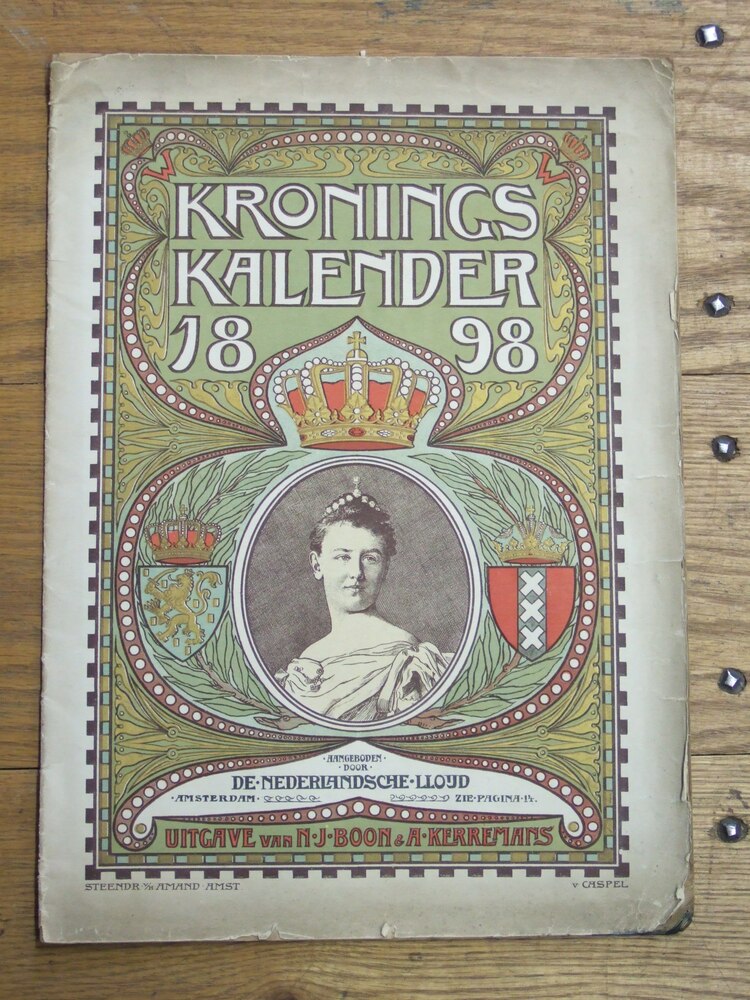 W W
KRONINGS
KALENDER
18 98
·AANGEBODEN·
·DOOR·
DE·NEDERLANDSCHE·LLOYD
·AMSTERDAM· ZIE·PAGINA·14.
UITGAVE VAN N·J·BOON & A·KERREMANS
STEENDR. V/H AMAND AMST. V CASPEL